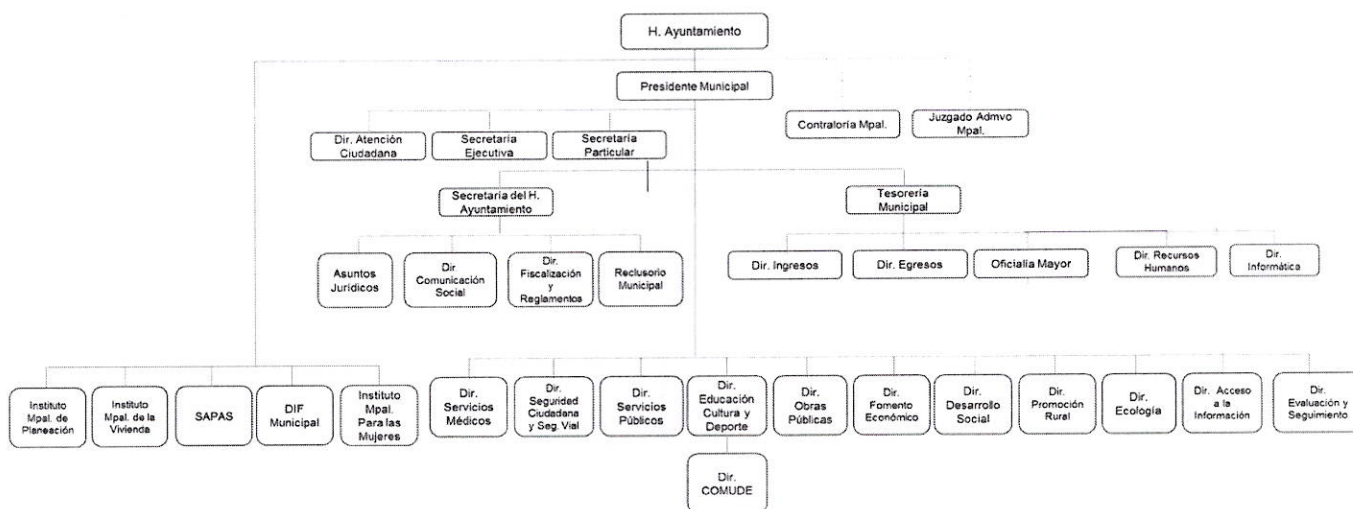 H. Ayuntamiento
Presidente Municipal
Contraloría Mpal.
Juzgado Admvo
Mpal.
Dir. Atención
Ciudadana
Secretaría
Ejecutiva
Secretaría
Particular
Secretaría del H.
Ayuntamiento
Tesorería
Municipal
Asuntos
Jurídicos
Dir.
Comunicación
Social
Dir.
Fiscalización
y
Reglamentos
Reclusorio
Municipal
Dir. Ingresos
Dir. Egresos
Oficialía Mayor
Dir. Recursos
Humanos
Dir.
Informática
Instituto
Mpal. de
Planeación
Instituto
Mpal. de la
Vivienda
SAPAS
DIF
Municipal
Instituto
Mpal.
Para las
Mujeres
Dir.
Servicios
Médicos
Dir.
Seguridad
Ciudadana
y Seg. Vial
Dir.
Servicios
Públicos
Dir.
Educación
Cultura y
Deporte
Dir.
Obras
Públicas
Dir.
Fomento
Económico
Dir.
Desarrollo
Social
Dir.
Promoción
Rural
Dir.
Ecología
Dir. Acceso
a la
Información
Dir.
Evaluación y
Seguimiento
Dir.
COMUDE